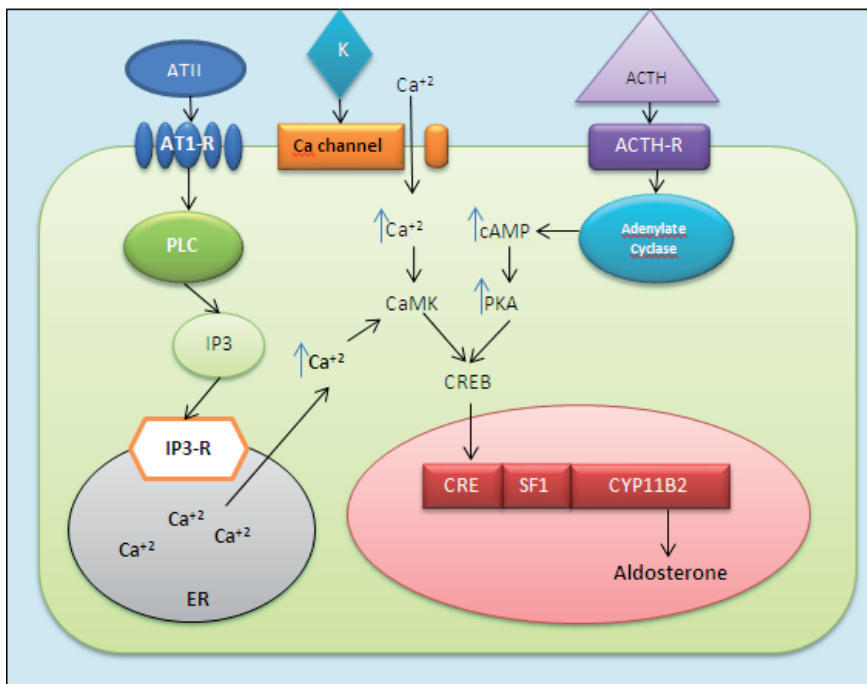 ATII
K
Ca+2
ACTH
AT1-R
Ca channel
ACTH-R
PLC
Ca+2
cAMP
Adenylate
Cyclase
IP3
Ca+2
CaMK
PKA
CREB
IP3-R
CRE
SF1
CYP11B2
Ca+2
Ca+2
Ca+2
ER
Aldosterone